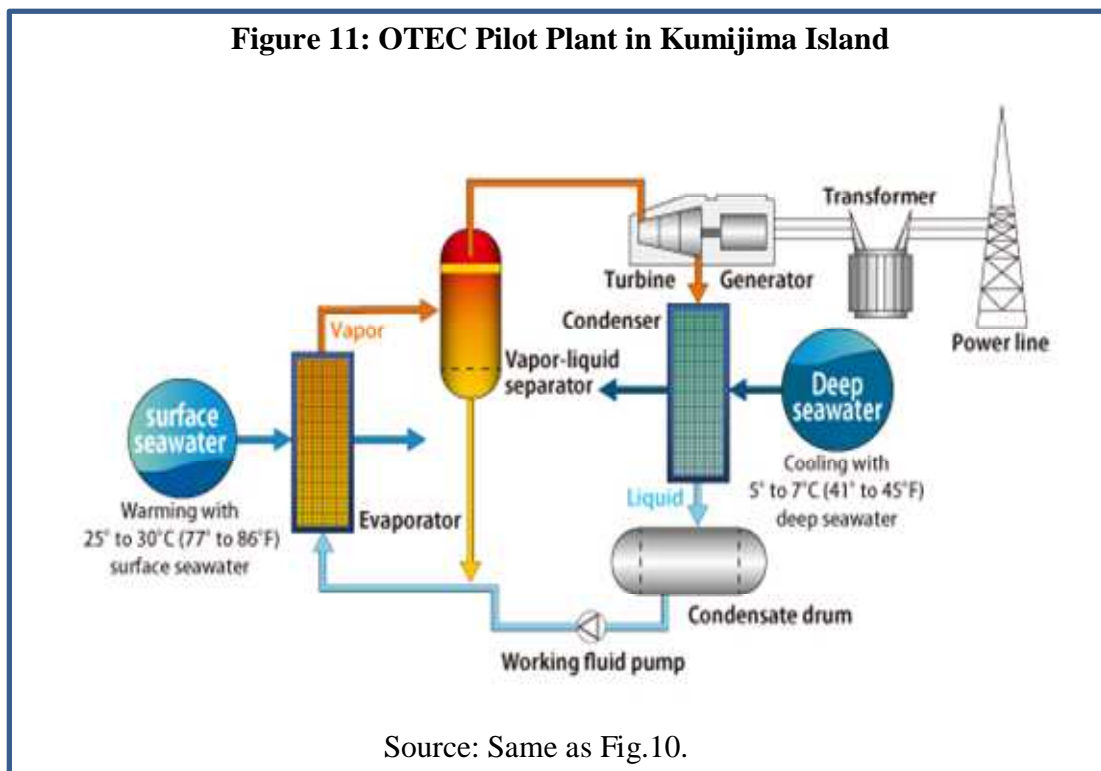 Figure 11: OTEC Pilot Plant in Kumijima Island
Transformer
Turbine
Generator
Condenser
Power line
Vapor
Vapor-liquid
separator
Deep
seawater
surface
seawater
Cooling with
5° to 7°C (41° to 45°F)
deep seawater
Warming with
25° to 30°C (77° to 86°F)
surface seawater
Evaporator
Liquid
Condensate drum
Working fluid pump
Source: Same as Fig.10.